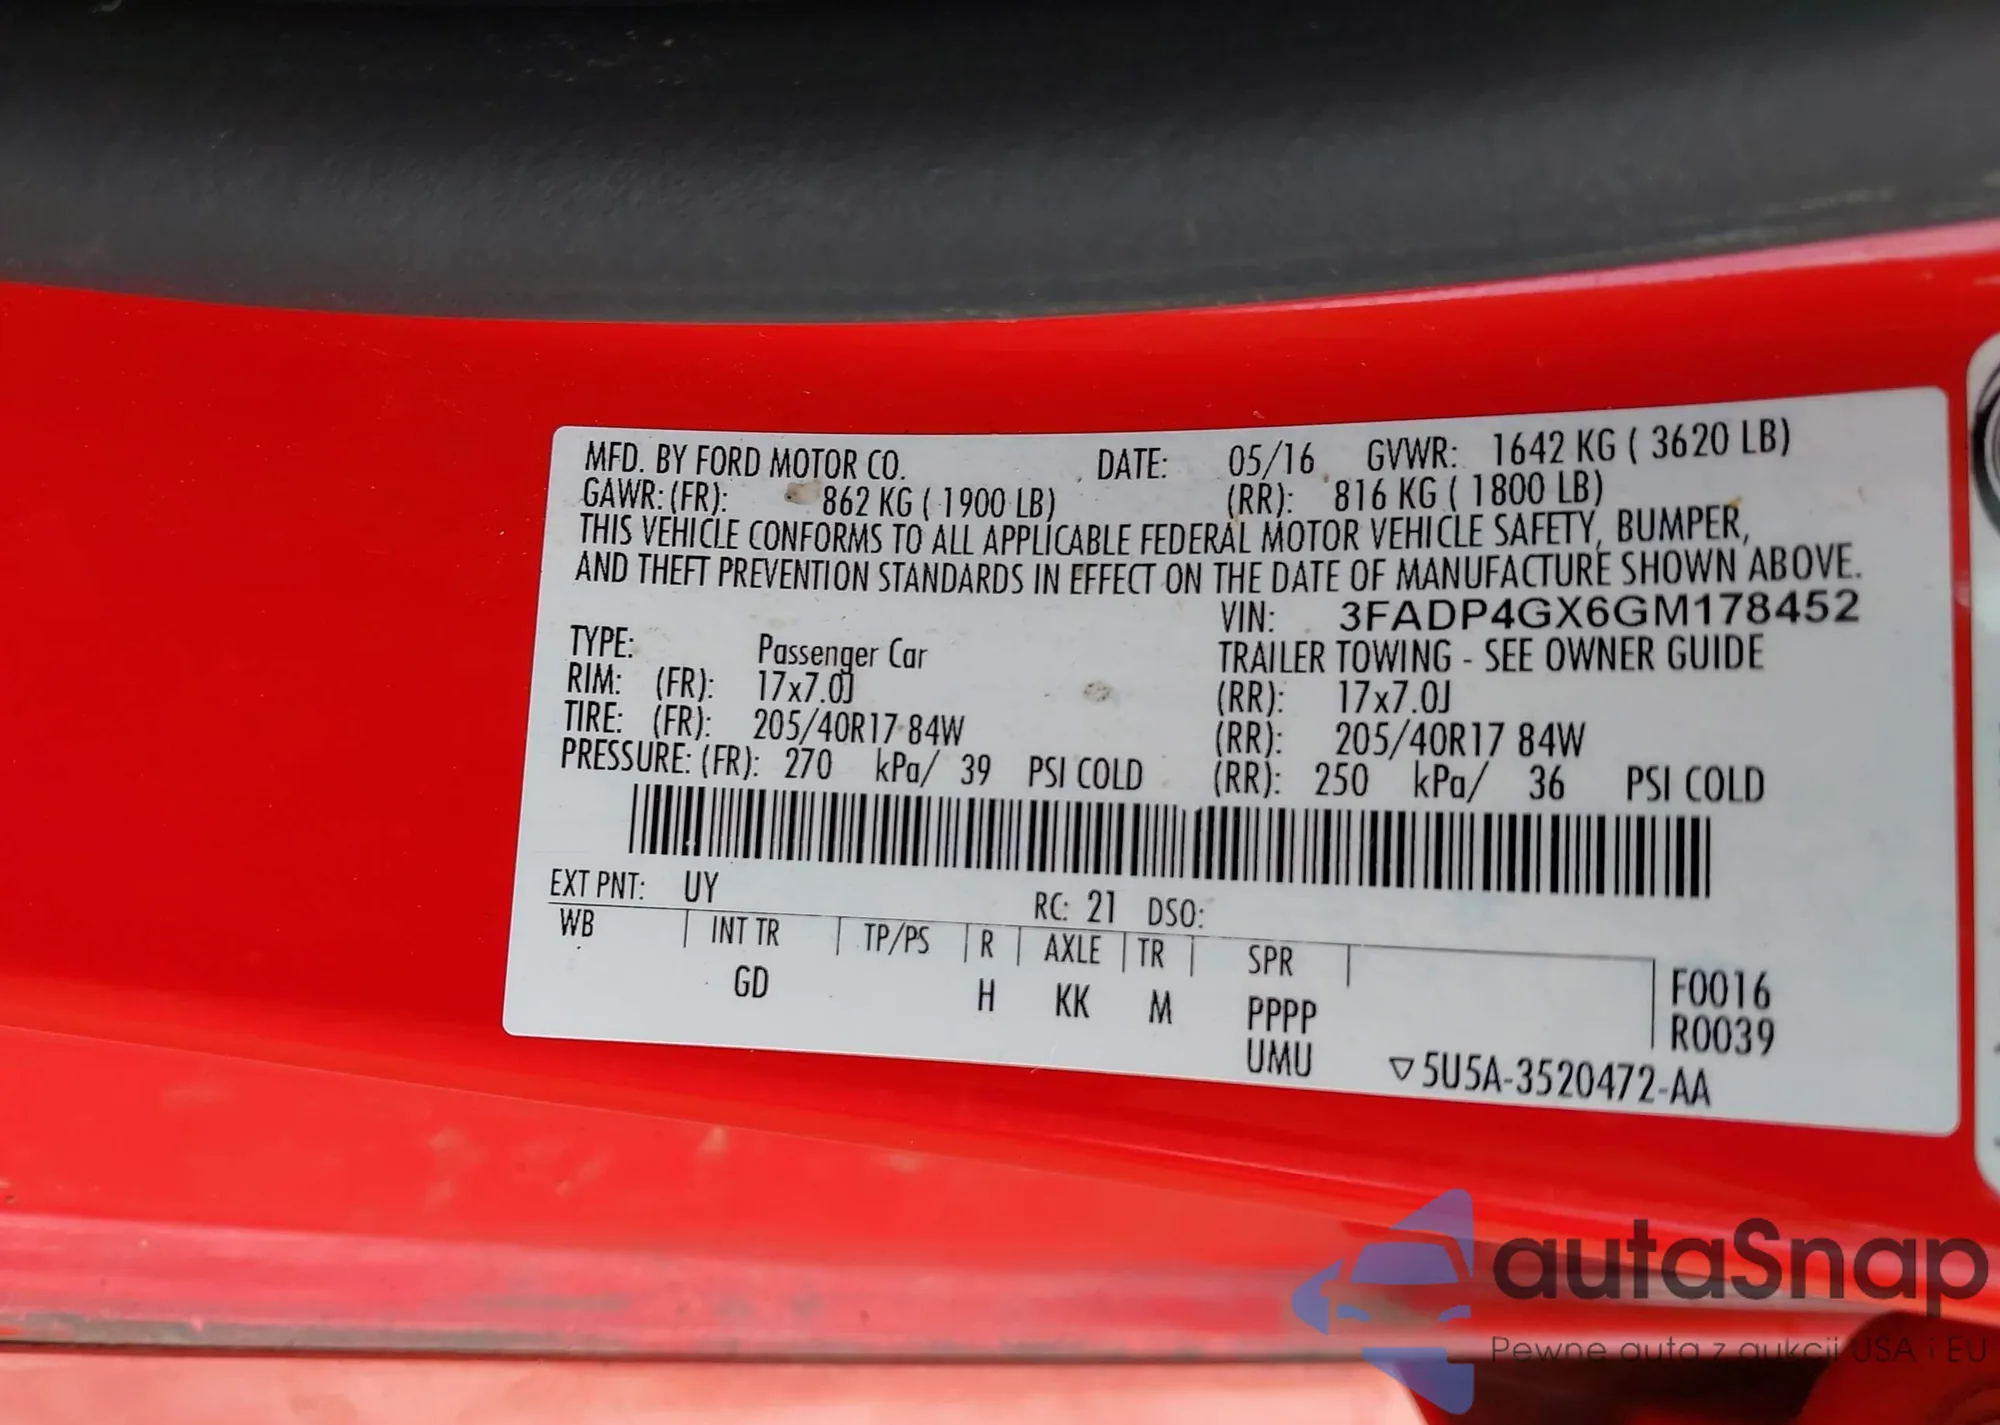 MFD. BY FORD MOTOR CO. DATE: 05/16 GVWR: 1642 KG ( 3620 LB)
GAWR: (FR): 862 KG ( 1900 LB) (RR): 816 KG ( 1800 LB)
THIS VEHICLE CONFORMS TO ALL APPLICABLE FEDERAL MOTOR VEHICLE SAFETY, BUMPER,
AND THEFT PREVENTION STANDARDS IN EFFECT ON THE DATE OF MANUFACTURE SHOWN ABOVE.
VIN: 3FADP4GX6GM178452
TYPE: Passenger Car TRAILER TOWING - SEE OWNER GUIDE
RIM: (FR): 17x7.0J (RR): 17x7.0J
TIRE: (FR): 205/40R17 84W (RR): 205/40R17 84W
PRESSURE: (FR): 270 kPa/ 39 PSI COLD (RR): 250 kPa/ 36 PSI COLD
EXT PNT: UY RC: 21 DSO:
WB INT TR TP/PS R AXLE TR SPR
GD H KK M PPPP
UMU
F0016
R0039
▽5U5A-3520472-AA
autaSnap
Pewne auta z aukcji USA i EU